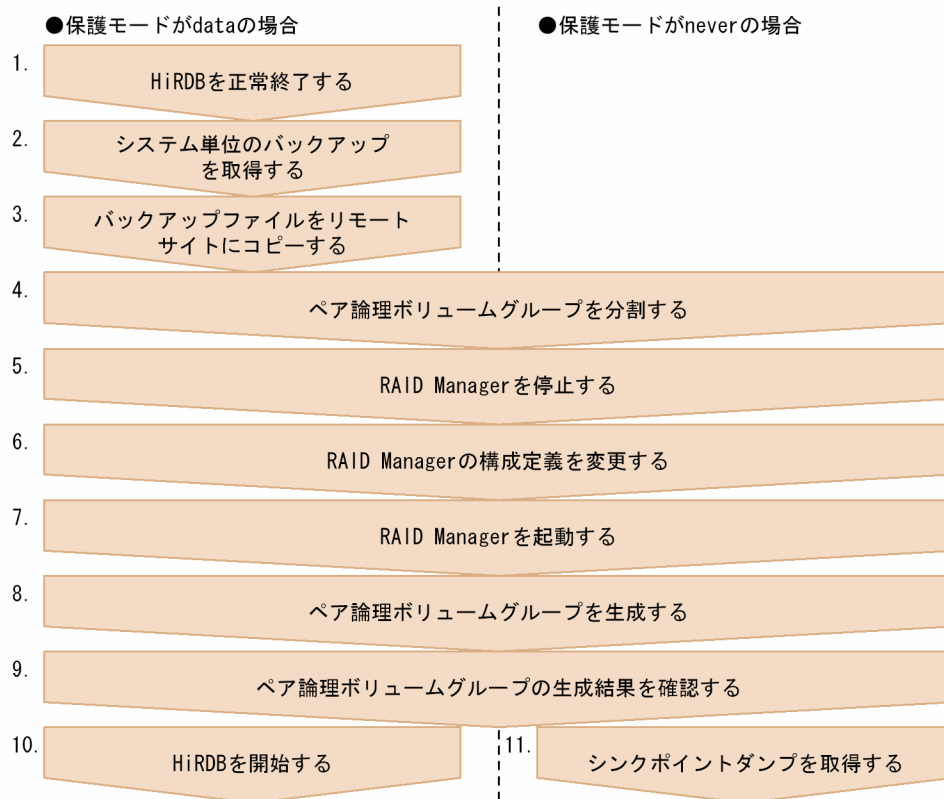 ●保護モードがdataの場合
●保護モードがneverの場合
1.
HiRDBを正常終了する
2.
システム単位のバックアップ
を取得する
3.
バックアップファイルをリモート
サイトにコピーする
4.
ペア論理ボリュームグループを分割する
5.
RAID Managerを停止する
6.
RAID Managerの構成定義を変更する
7.
RAID Managerを起動する
8.
ペア論理ボリュームグループを生成する
9.
ペア論理ボリュームグループの生成結果を確認する
10.
HiRDBを開始する
11.
シンクポイントダンプを取得する